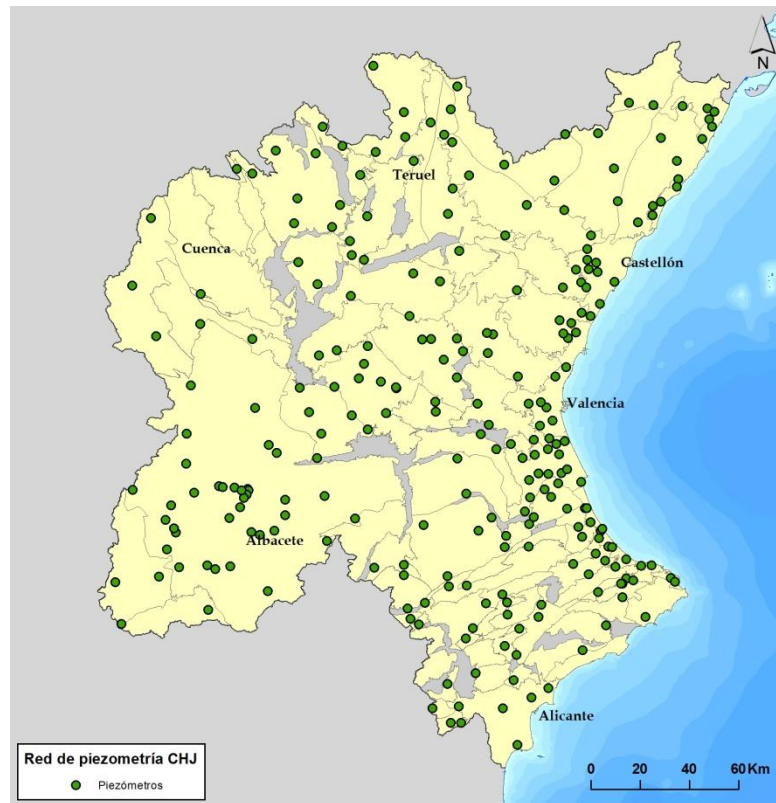 N
Teruel
Cuenca
Castellón
Valencia
Albacete
Alicante
Red de piezometría CHJ
Piezómetros
0 20 40 60 Km